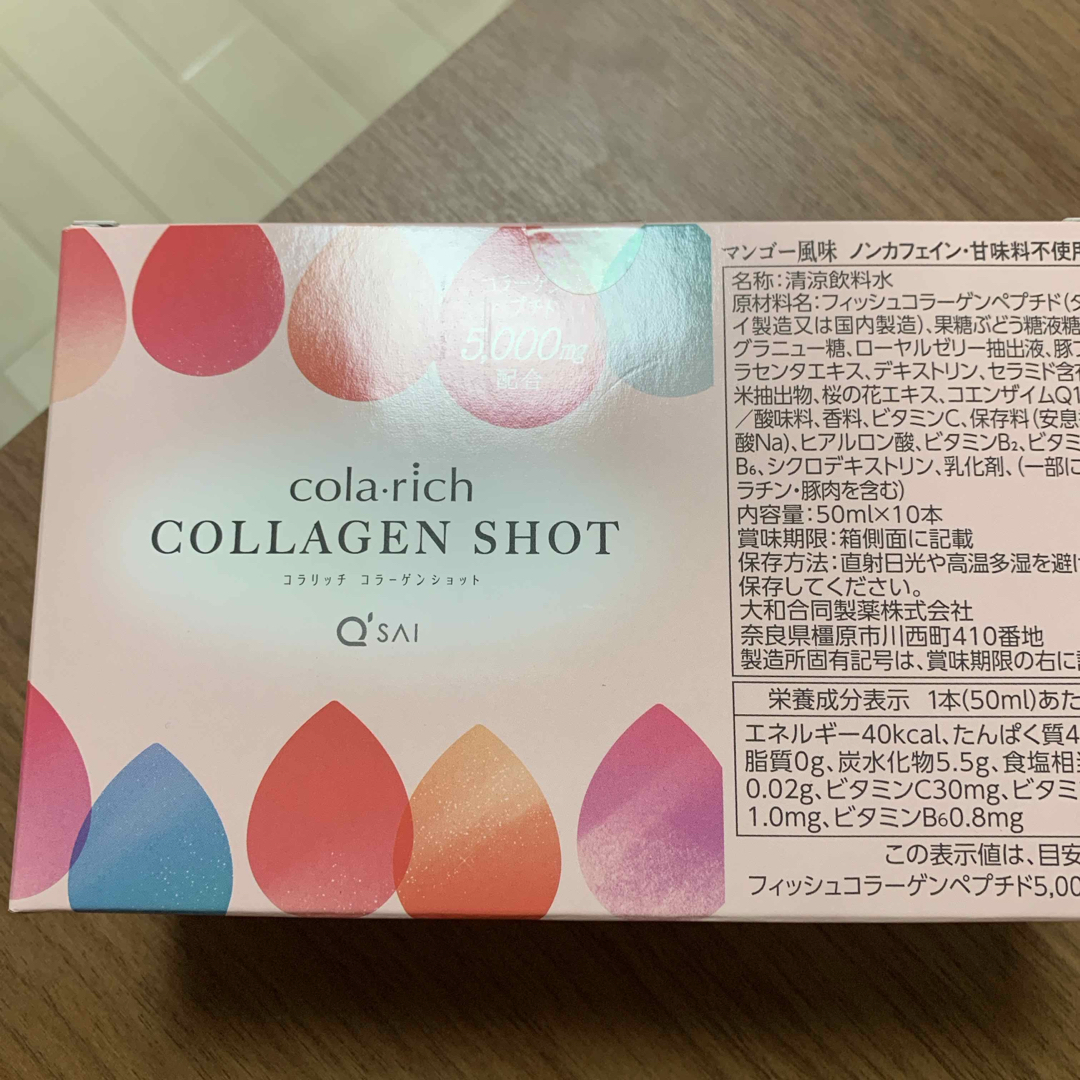 5,000mg
配合
cola·rich
COLLAGEN SHOT
コラリッチ コラーゲンショット
Q'SAI
マンゴー風味 ノンカフェイン・甘味料不使用
名称:清涼飲料水
原材料名:フィッシュコラーゲンペプチド(タ
イ製造又は国内製造)、果糖ぶどう糖液糖
グラニュー糖、ローヤルゼリー抽出液、豚プ
ラセンタエキス、デキストリン、セラミド含有
米抽出物、桜の花エキス、コエンザイムQ1
/酸味料、香料、ビタミンC、保存料(安息
酸Na)、ヒアルロン酸、ビタミンB₂、ビタミ
B₆、シクロデキストリン、乳化剤、(一部に
ラチン・豚肉を含む)
内容量:50ml×10本
賞味期限:箱側面に記載
保存方法:直射日光や高温多湿を避け
保存してください。
大和合同製薬株式会社
奈良県橿原市川西町410番地
製造所固有記号は、賞味期限の右に
栄養成分表示 1本(50ml)あた
エネルギー40kcal、たんぱく質4
脂質0g、炭水化物5.5g、食塩相
0.02g、ビタミンC30mg、ビタミ
1.0mg、ビタミンB₆0.8mg
この表示値は、目安
フィッシュコラーゲンペプチド5,00